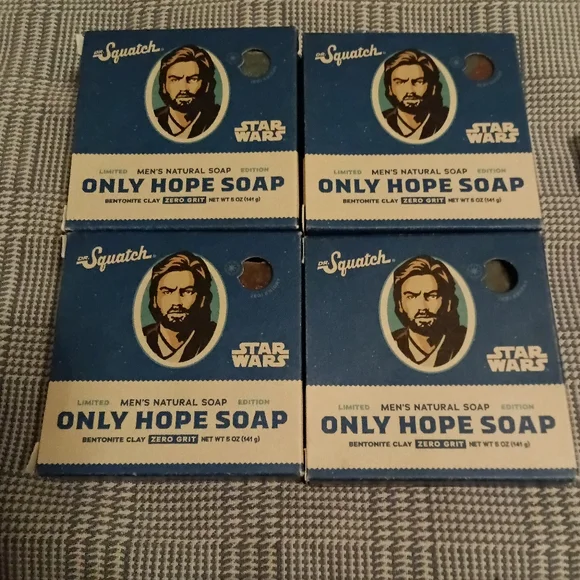 DR. Squatch®
STAR WARS
LIMITED MEN'S NATURAL SOAP EDITION
ONLY HOPE SOAP
BENTONITE CLAY ZERO GRIT NET WT 5 OZ (141 g)
DR. Squatch®
STAR WARS
LIMITED MEN'S NATURAL SOAP EDITION
ONLY HOPE SOAP
BENTONITE CLAY ZERO GRIT NET WT 5 OZ (141 g)
DR. Squatch®
STAR WARS
LIMITED MEN'S NATURAL SOAP EDITION
ONLY HOPE SOAP
BENTONITE CLAY ZERO GRIT NET WT 5 OZ (141 g)
DR. Squatch®
STAR WARS
LIMITED MEN'S NATURAL SOAP EDITION
ONLY HOPE SOAP
BENTONITE CLAY ZERO GRIT NET WT 5 OZ (141 g)